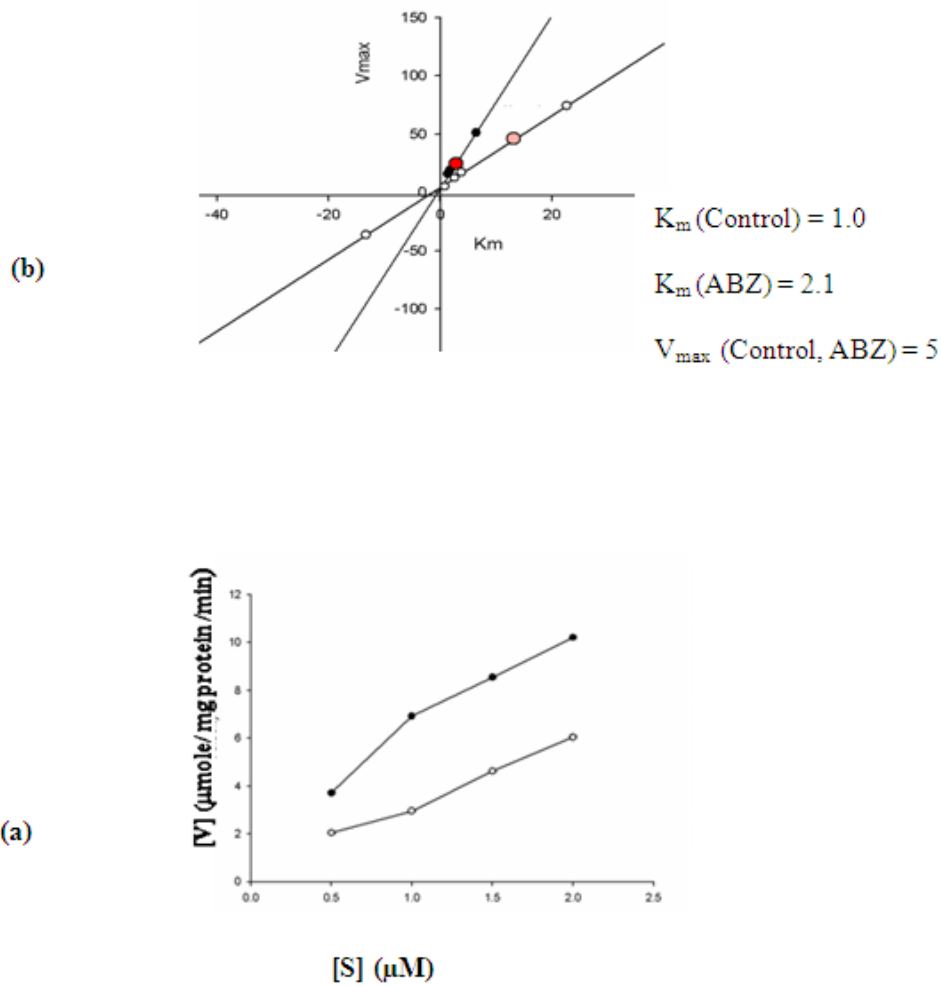 150
Vmax
100
50
0
-40 -20 0 20
Km
-50
-100
(b)
Km (Control) = 1.0
Km (ABZ) = 2.1
Vmax (Control, ABZ) = 5
[V] (μmole/ mg protein /min)
12
10
8
6
4
2
0
0.0 0.5 1.0 1.5 2.0 2.5
(a)
[S] (μM)